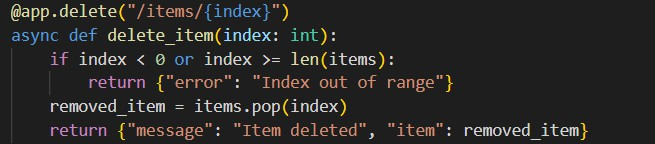 @app.delete("/items/{index}")
async def delete_item(index: int):
    if index < 0 or index >= len(items):
        return {"error": "Index out of range"}
    removed_item = items.pop(index)
    return {"message": "Item deleted", "item": removed_item}